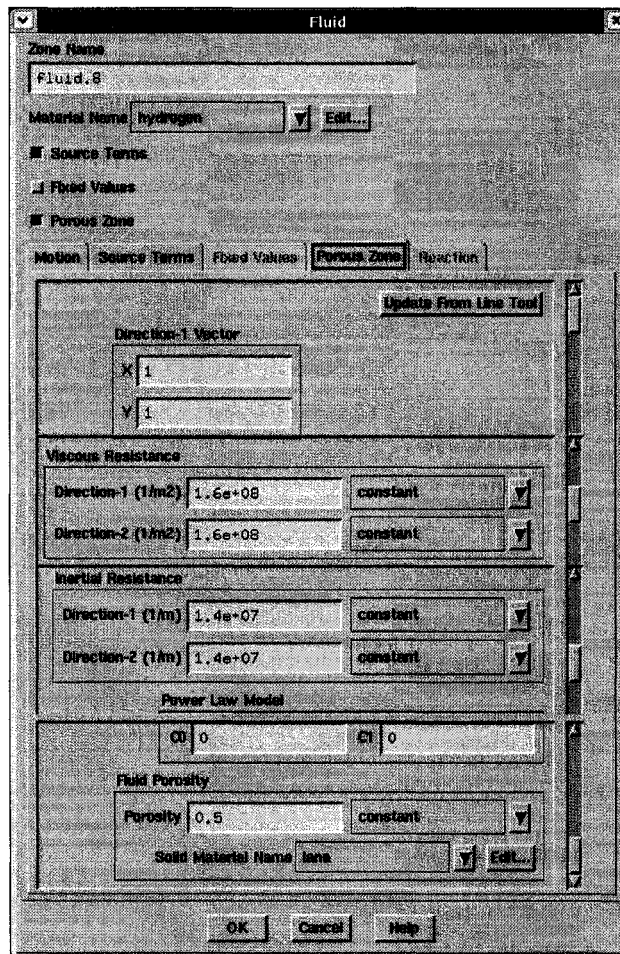 Fluid
Zone Name
fluid.8
Material Name hydrogen Edit...
Source Terms
Fixed Values
Porous Zone
Motion Source Terms Fixed Values Porous Zone Reaction
Update From Line Tool
Direction-1 Vector
X 1
Y 1
Viscous Resistance
Direction-1 (1/m2) 1.6e+08 constant
Direction-2 (1/m2) 1.6e+08 constant
Inertial Resistance
Direction-1 (1/m) 1.4e+07 constant
Direction-2 (1/m) 1.4e+07 constant
Power Law Model
C0 0 C1 0
Fluid Porosity
Porosity 0.5 constant
Solid Material Name lana Edit...
OK Cancel Help